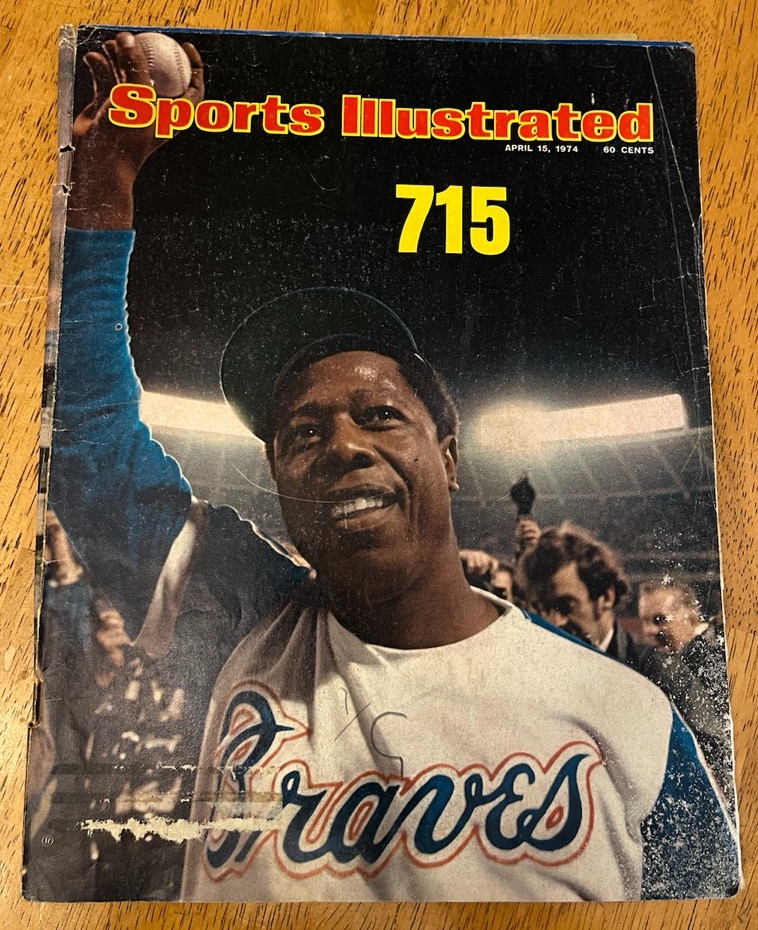 Sports Illustrated
APRIL 15, 1974 60 CENTS
715
Braves